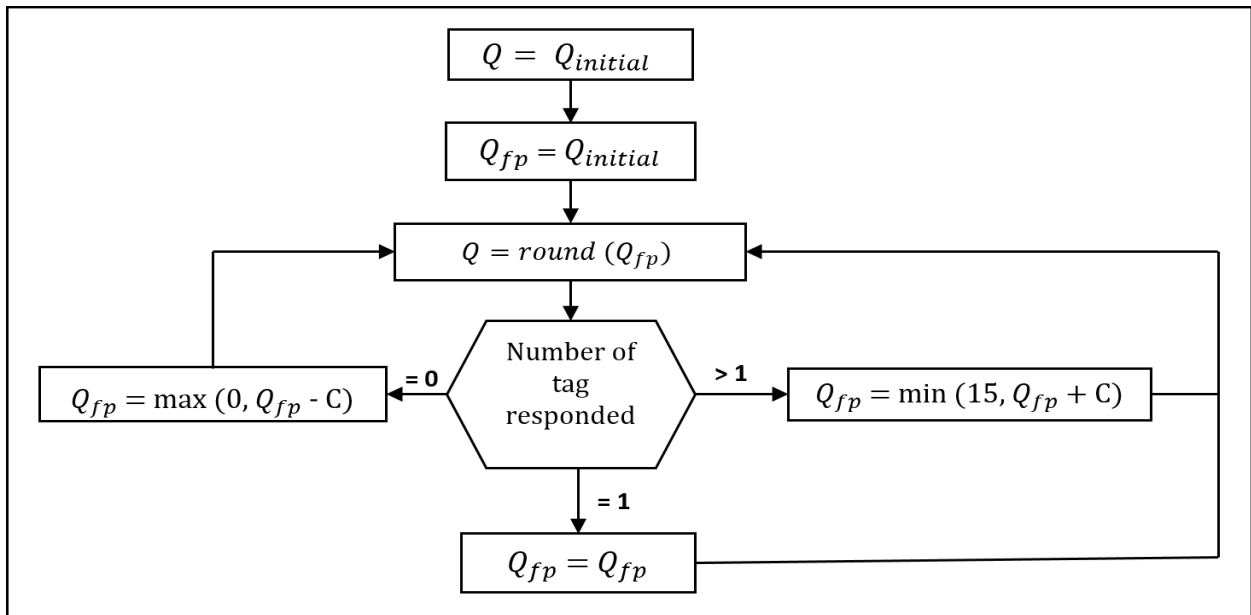 Q = Q_initial
Q_fp = Q_initial
Q = round (Q_fp)
Number of
tag
responded
= 0
> 1
Q_fp = max (0, Q_fp - C)
Q_fp = min (15, Q_fp + C)
= 1
Q_fp = Q_fp